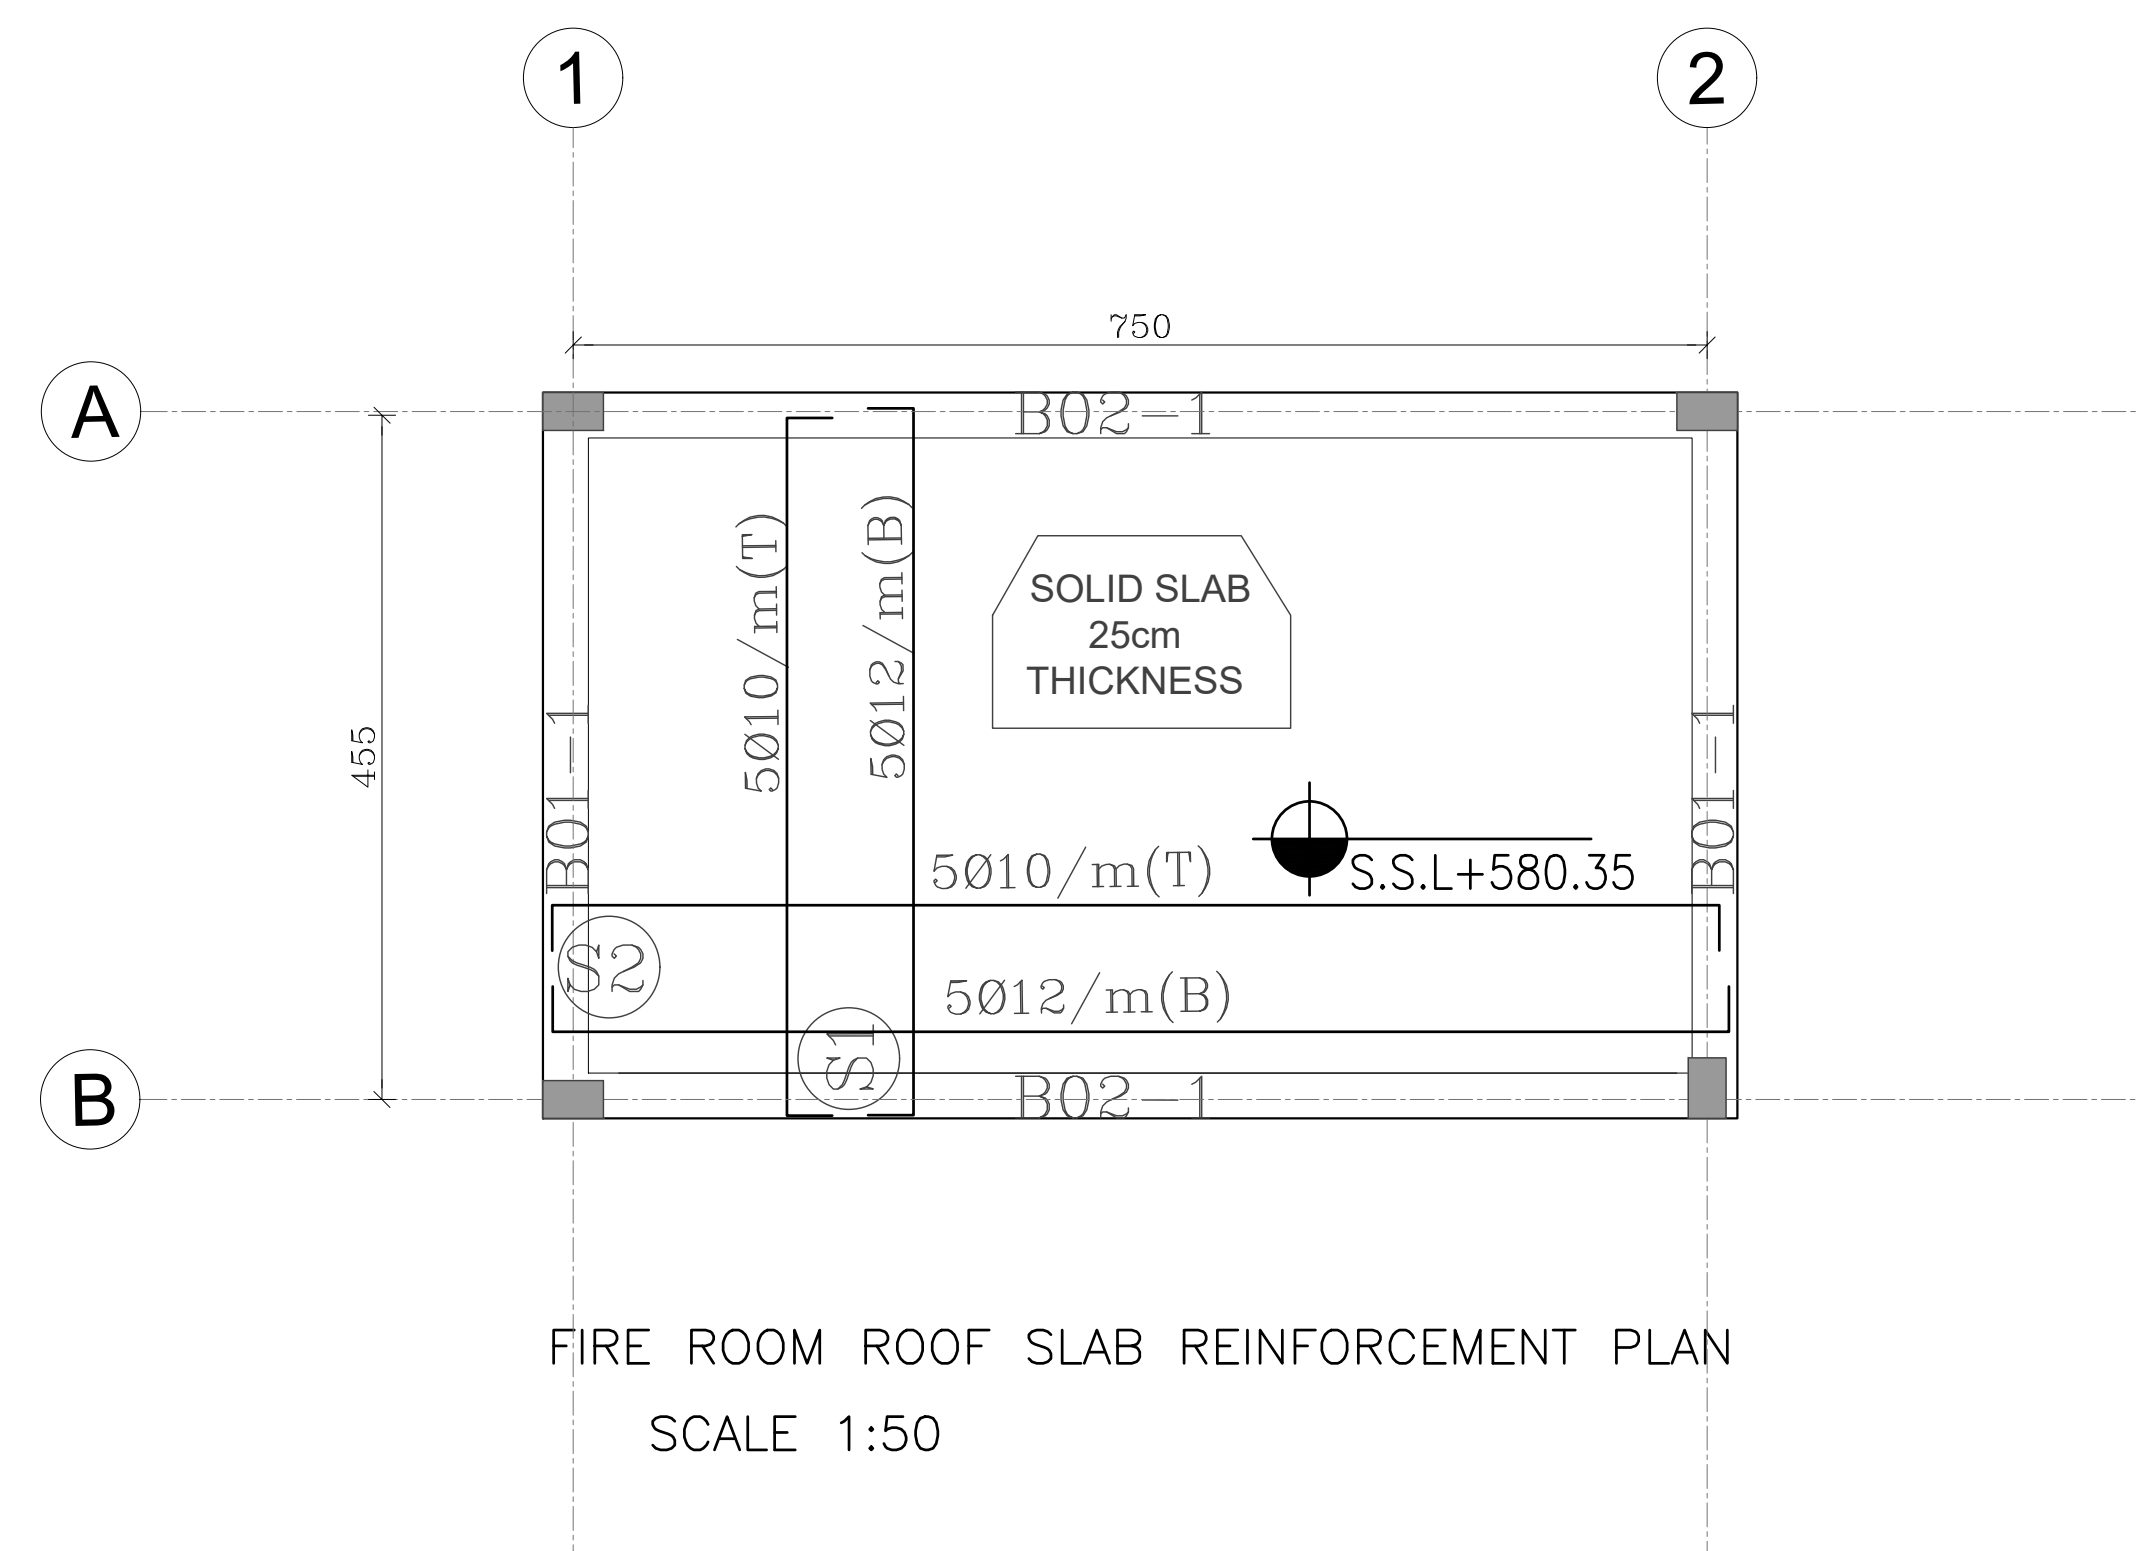 1
2
750
A
B02-1
455
B01-1
5Ø10/m(T)
5Ø12/m(B)
SOLID SLAB
25cm
THICKNESS
B01-1
5Ø10/m(T)
S.S.L+580.35
S2
5Ø12/m(B)
S1
B
B02-1
FIRE ROOM ROOF SLAB REINFORCEMENT PLAN
SCALE 1:50